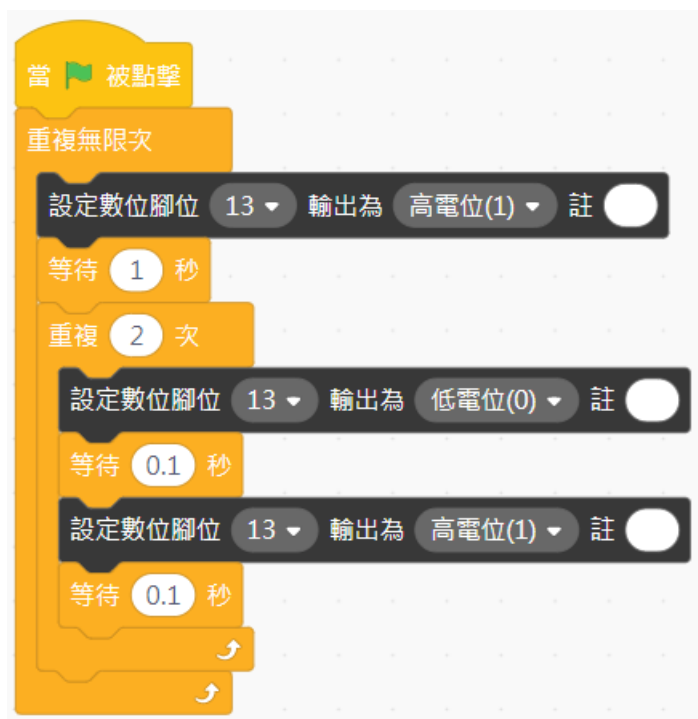 當 被點擊
重複無限次
設定數位腳位 13 輸出為 高電位(1) 註
等待 1 秒
重複 2 次
設定數位腳位 13 輸出為 低電位(0) 註
等待 0.1 秒
設定數位腳位 13 輸出為 高電位(1) 註
等待 0.1 秒